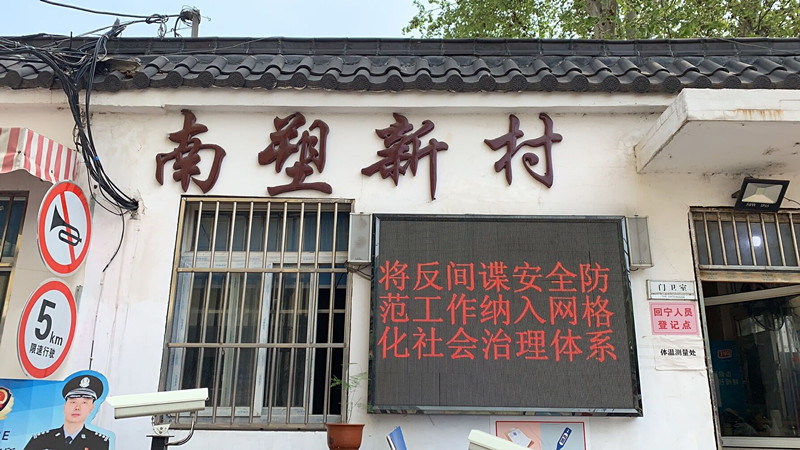 南塑新村
将反间谍安全防
范工作纳入网格
化社会治理体系
5km
限速行驶
门卫室
回宁人员
登记点
体温测量处